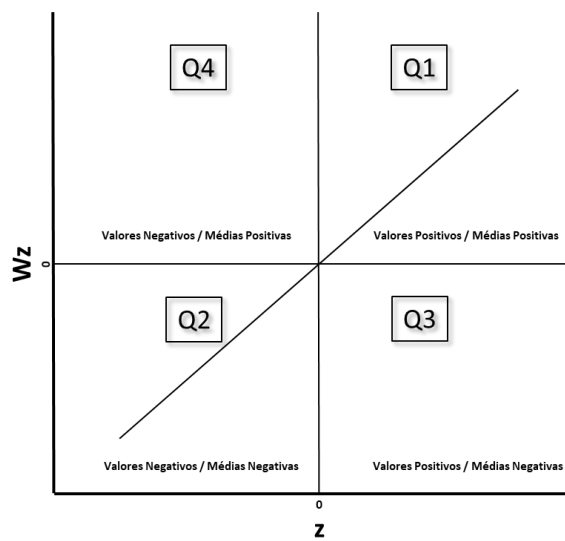 Q4
Q1
Valores Negativos / Médias Positivas
Valores Positivos / Médias Positivas
Wz
0
Q2
Q3
Valores Negativos / Médias Negativas
Valores Positivos / Médias Negativas
0
z